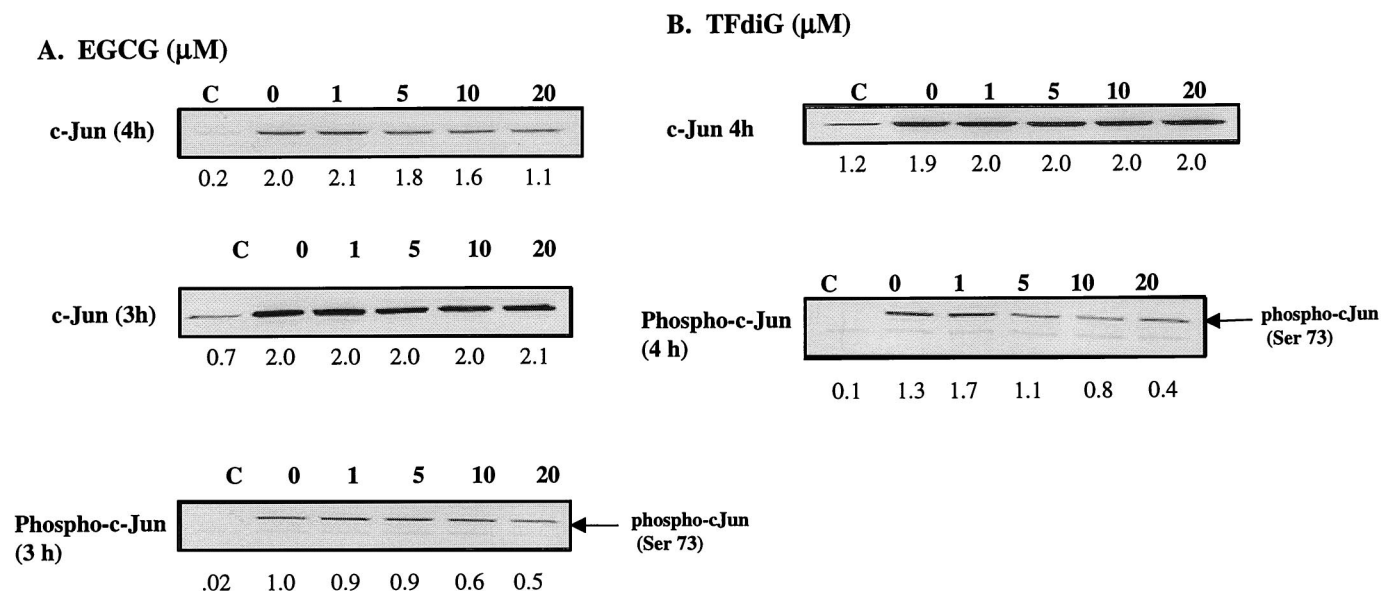 A. EGCG (μM)
C 0 1 5 10 20
c-Jun (4h)
0.2 2.0 2.1 1.8 1.6 1.1
C 0 1 5 10 20
c-Jun (3h)
0.7 2.0 2.0 2.0 2.0 2.1
C 0 1 5 10 20
Phospho-c-Jun
(3 h)
phospho-cJun
(Ser 73)
.02 1.0 0.9 0.9 0.6 0.5
B. TFdiG (μM)
C 0 1 5 10 20
c-Jun 4h
1.2 1.9 2.0 2.0 2.0 2.0
C 0 1 5 10 20
Phospho-c-Jun
(4 h)
phospho-cJun
(Ser 73)
0.1 1.3 1.7 1.1 0.8 0.4